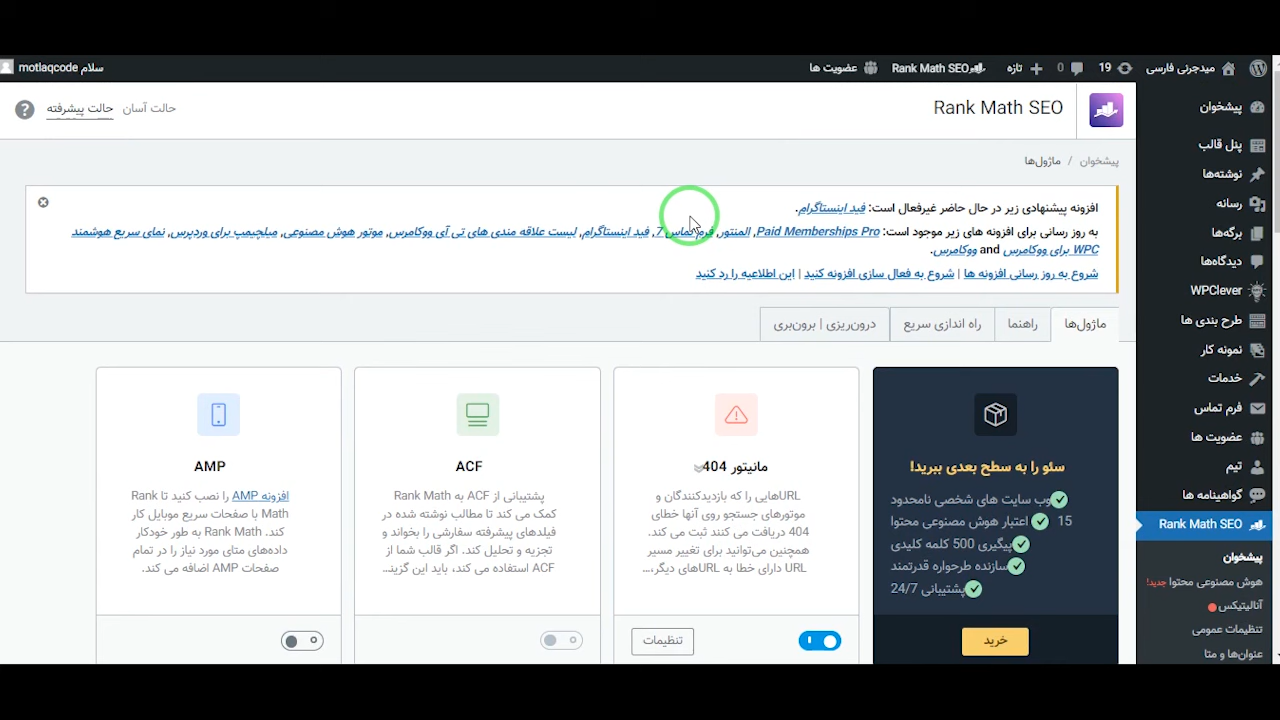 میدجرنی فارسی 19 0 تازه Rank Math SEO عضویت ها سلام motlaqcode
Rank Math SEO حالت آسان حالت پیشرفته ?
پیشخوان / ماژول‌ها
افزونه پیشنهادی زیر در حال حاضر غیرفعال است: فید اینستاگرام.
به روز رسانی برای افزونه های زیر موجود است: Paid Memberships Pro, المنتور, فرم تماس 7, فید اینستاگرام, لیست علاقه مندی های تی آی ووکامرس, موتور هوش مصنوعی, میلچیمپ برای وردپرس, نمای سریع هوشمند
WPC برای ووکامرس and ووکامرس.
شروع به روز رسانی افزونه ها | شروع به فعال سازی افزونه کنید | این اطلاعیه را رد کنید
ماژول‌ها راهنما راه اندازی سریع درون‌ریزی | برون‌بری
سئو را به سطح بعدی ببرید!
وب سایت های شخصی نامحدود
15 اعتبار هوش مصنوعی محتوا
پیگیری 500 کلمه کلیدی
سازنده طرحواره قدرتمند
پشتیبانی 24/7
خرید
مانیتور 404
URLهایی را که بازدیدکنندگان و
موتورهای جستجو روی آنها خطای
404 دریافت می کنند ثبت می کند.
همچنین می‌توانید برای تغییر مسیر
URL دارای خطا به URLهای دیگر،...
تنظیمات
ACF
پشتیبانی از ACF به Rank Math
کمک می کند تا مطالب نوشته شده در
فیلدهای پیشرفته سفارشی را بخواند و
تجزیه و تحلیل کند. اگر قالب شما از
ACF استفاده می کند، باید این گزینـ...
AMP
افزونه AMP را نصب کنید تا Rank
Math با صفحات سریع موبایل کار
کند. Rank Math به طور خودکار
داده‌های متای مورد نیاز را در تمام
صفحات AMP اضافه می کند.
پیشخوان
پنل قالب
نوشته‌ها
رسانه
برگه‌ها
دیدگاه‌ها
WPClever
طرح بندی ها
نمونه کار
خدمات
فرم تماس
عضویت ها
تیم
گواهینامه ها
Rank Math SEO
پیشخوان
هوش مصنوعی محتوا جدید!
آنالیتیکس
تنظیمات عمومی
عنوان‌ها و متا